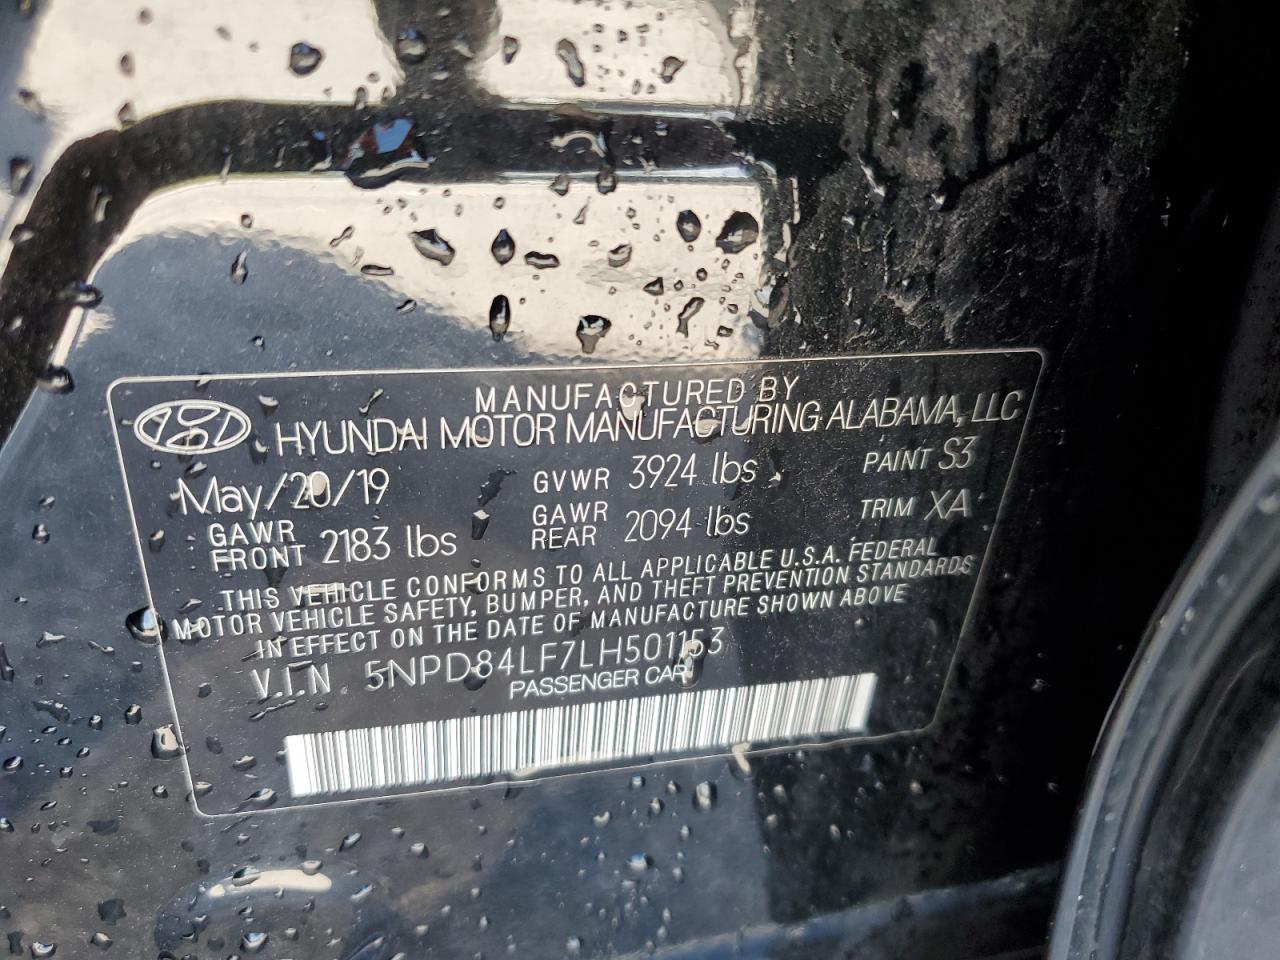 MANUFACTURED BY
HYUNDAI MOTOR MANUFACTURING ALABAMA, LLC
May/20/19 GVWR 3924 lbs PAINT S3
GAWR FRONT 2183 lbs GAWR REAR 2094 lbs TRIM XA
THIS VEHICLE CONFORMS TO ALL APPLICABLE U.S.A. FEDERAL
MOTOR VEHICLE SAFETY, BUMPER, AND THEFT PREVENTION STANDARDS
IN EFFECT ON THE DATE OF MANUFACTURE SHOWN ABOVE
V.I.N 5NPD84LF7LH501153
PASSENGER CAR